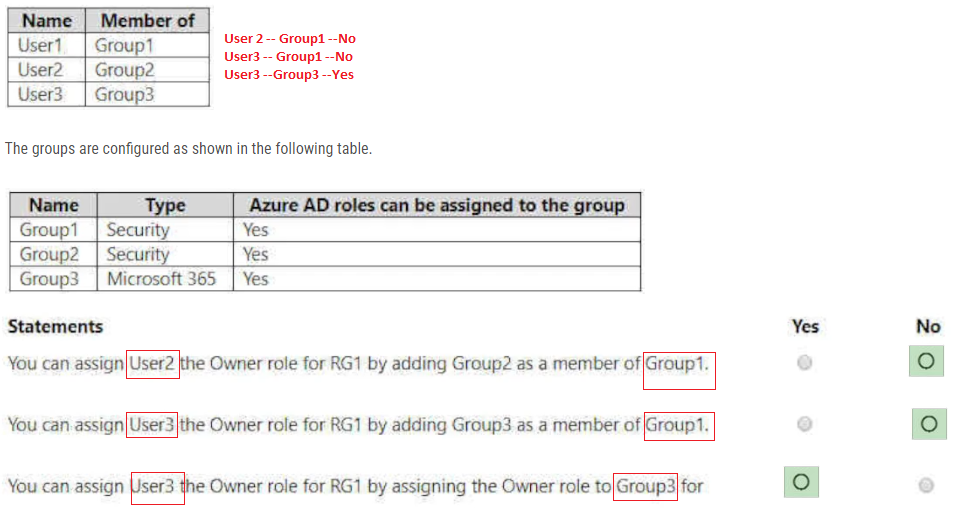 Name Member of
User1 Group1
User2 Group2
User3 Group3
User 2 -- Group1 --No
User3 -- Group1 --No
User3 --Group3 --Yes
The groups are configured as shown in the following table.
Name Type Azure AD roles can be assigned to the group
Group1 Security Yes
Group2 Security Yes
Group3 Microsoft 365 Yes
Statements Yes No
You can assign User2 the Owner role for RG1 by adding Group2 as a member of Group1.
You can assign User3 the Owner role for RG1 by adding Group3 as a member of Group1.
You can assign User3 the Owner role for RG1 by assigning the Owner role to Group3 for